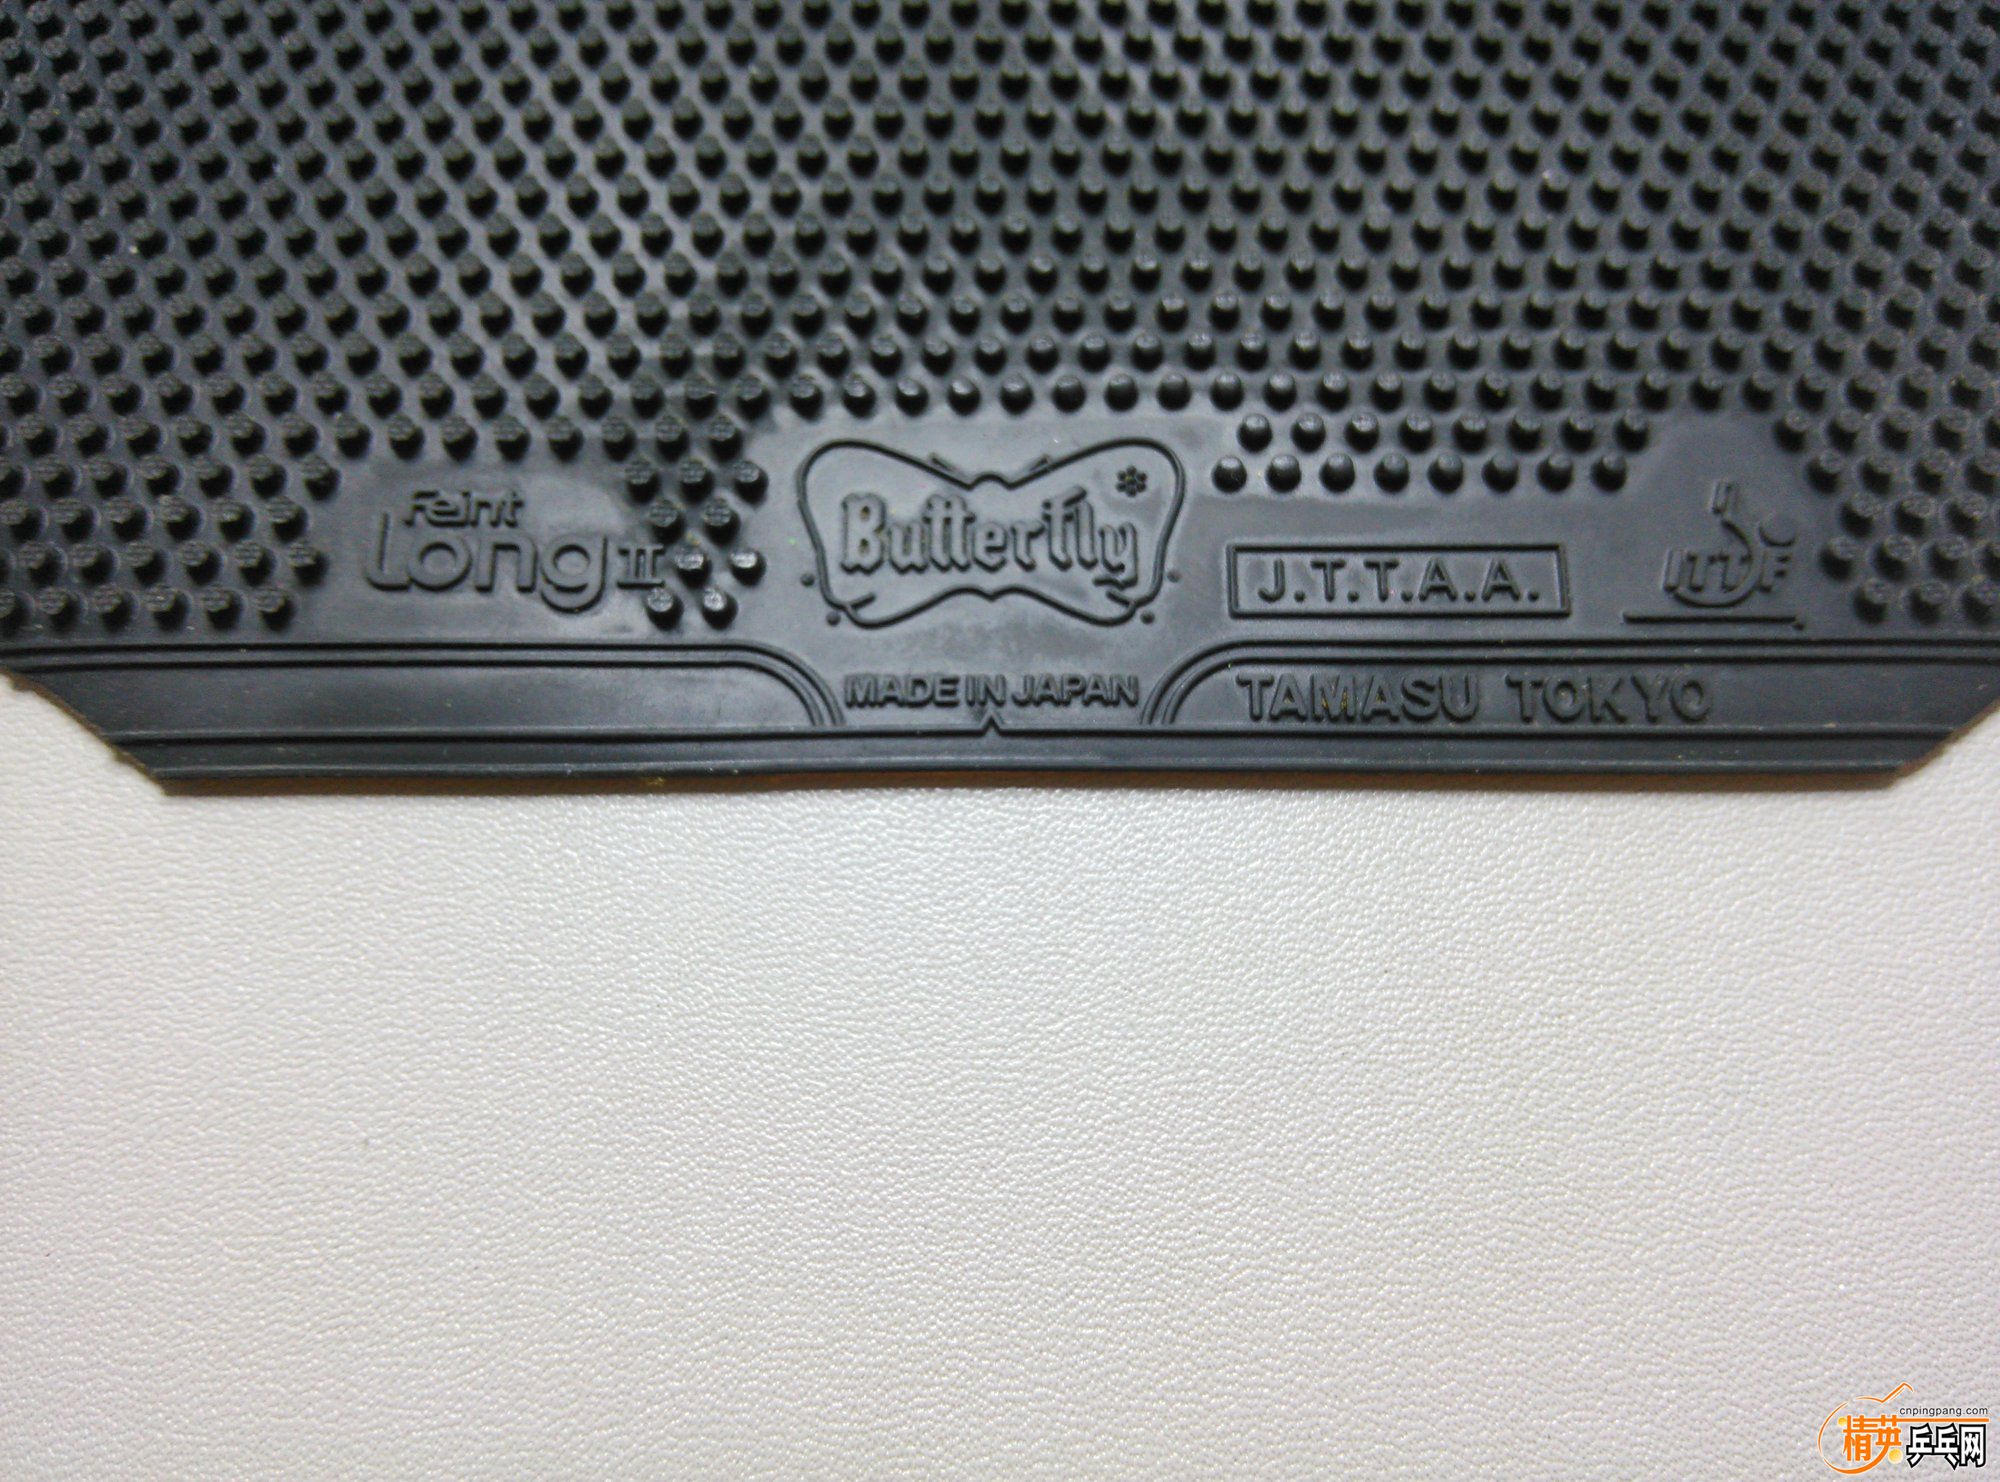 Feint
Long II
Butterfly
J.T.T.A.A.
ITTF
MADE IN JAPAN
TAMASU TOKYO
cnpingpang.com
精英乒乓网